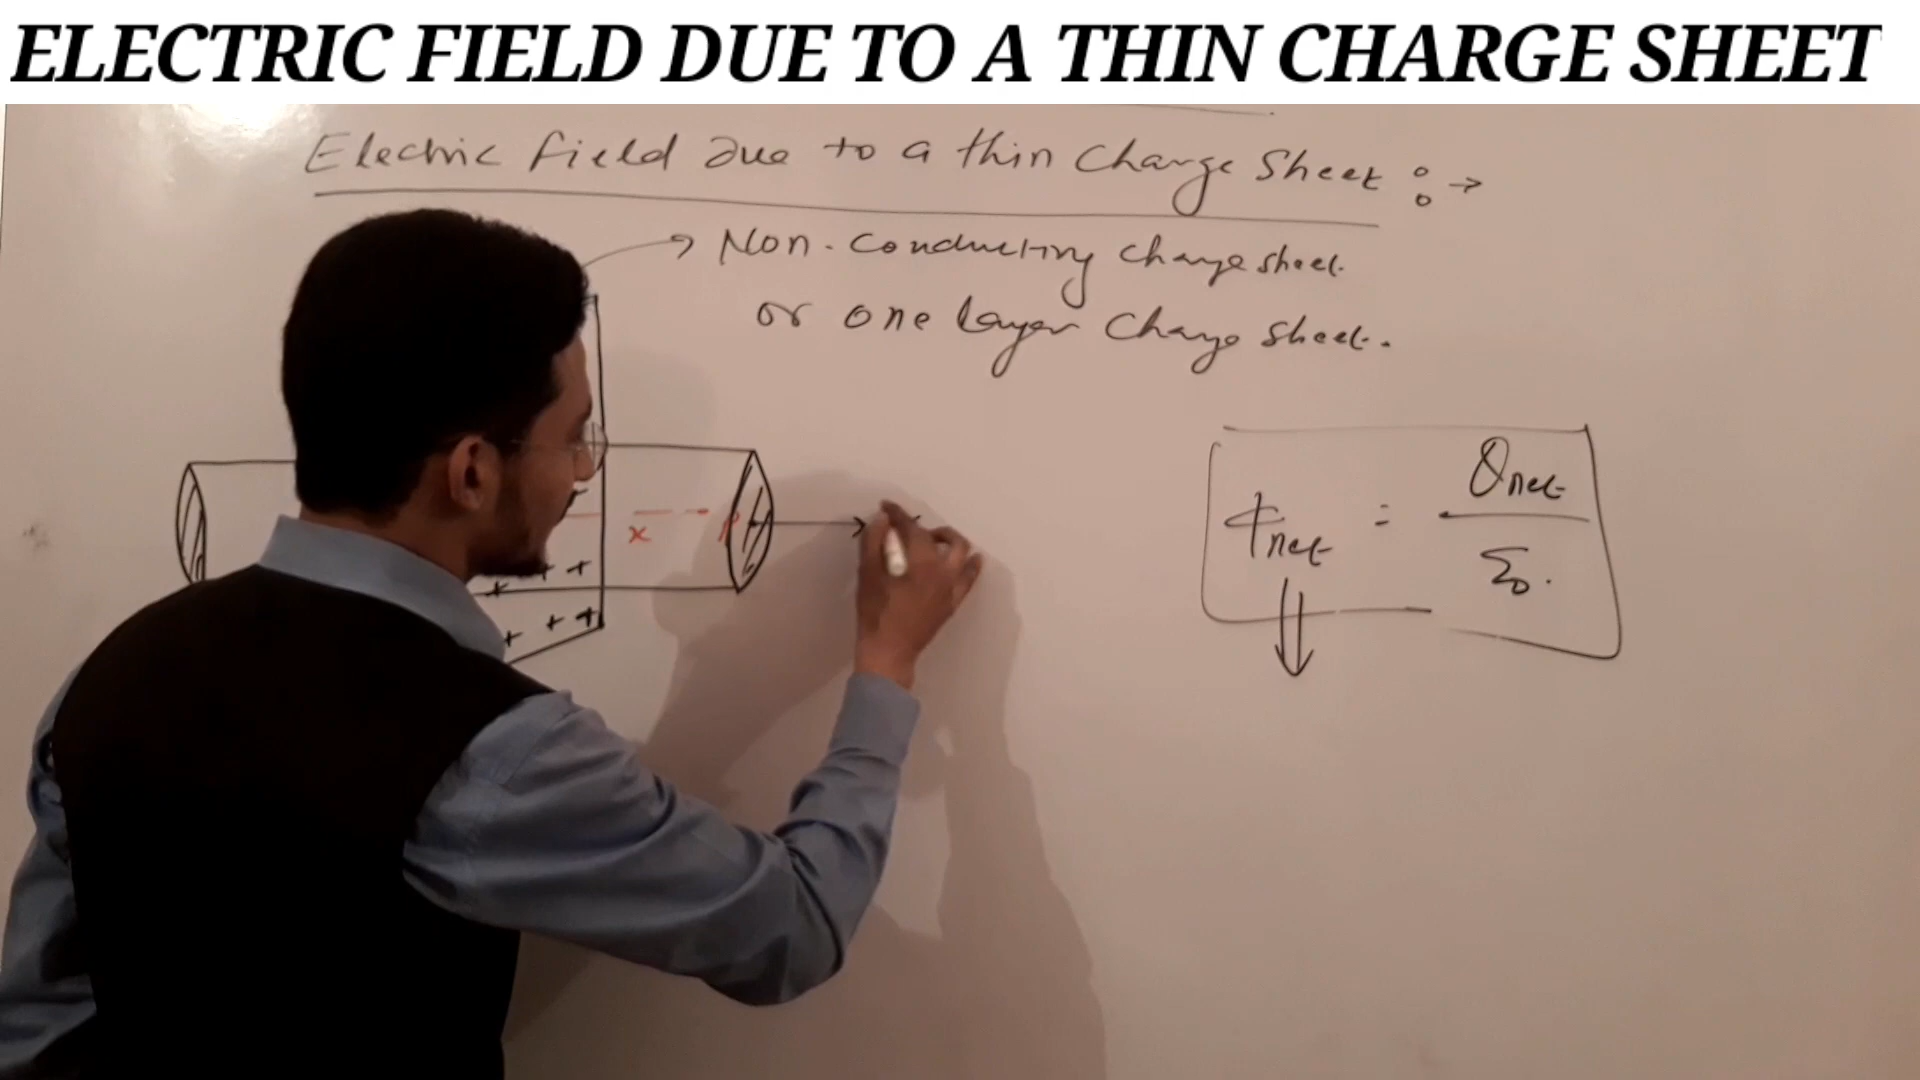 ELECTRIC FIELD DUE TO A THIN CHARGE SHEET
Electric field due to a thin charge sheet :→
→ Non-conducting charge sheet.
or one layer charge sheet.
ϕnet = Qnet / ε0.
x
P
+ + +
+ + +